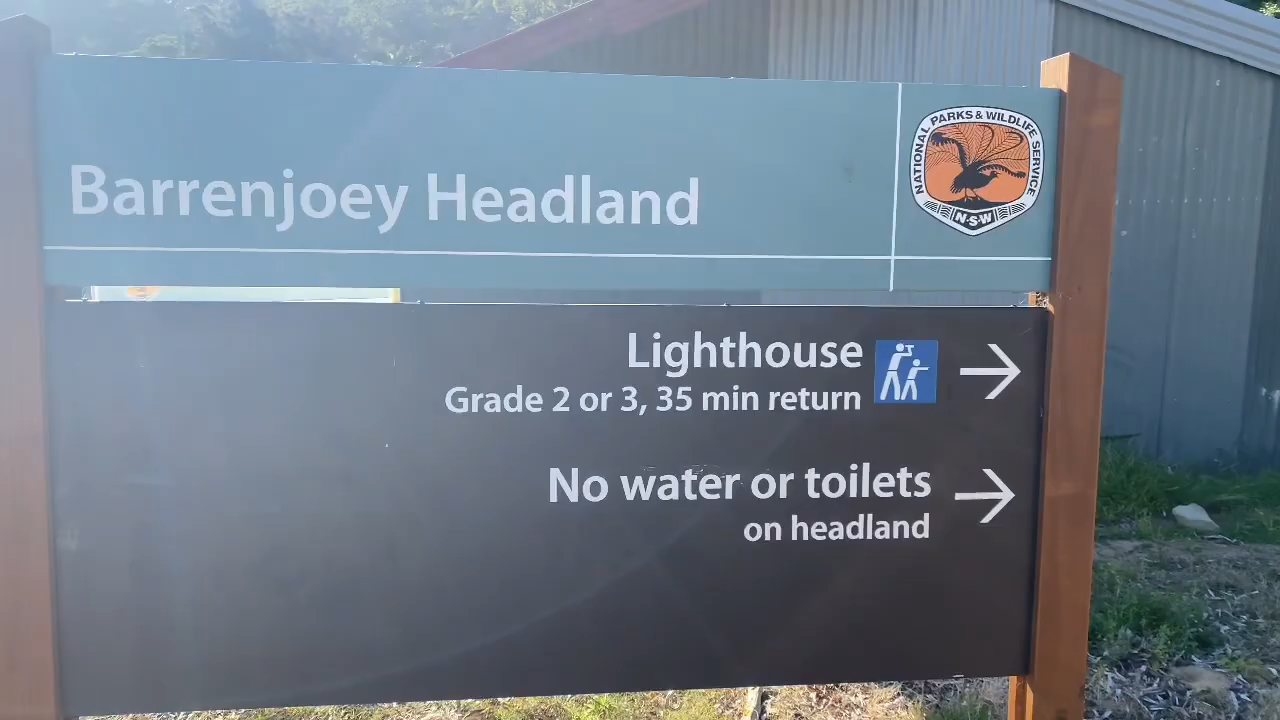 Barrenjoey Headland
NATIONAL PARKS & WILDLIFE SERVICE
N·S·W
Lighthouse
Grade 2 or 3, 35 min return
No water or toilets
on headland